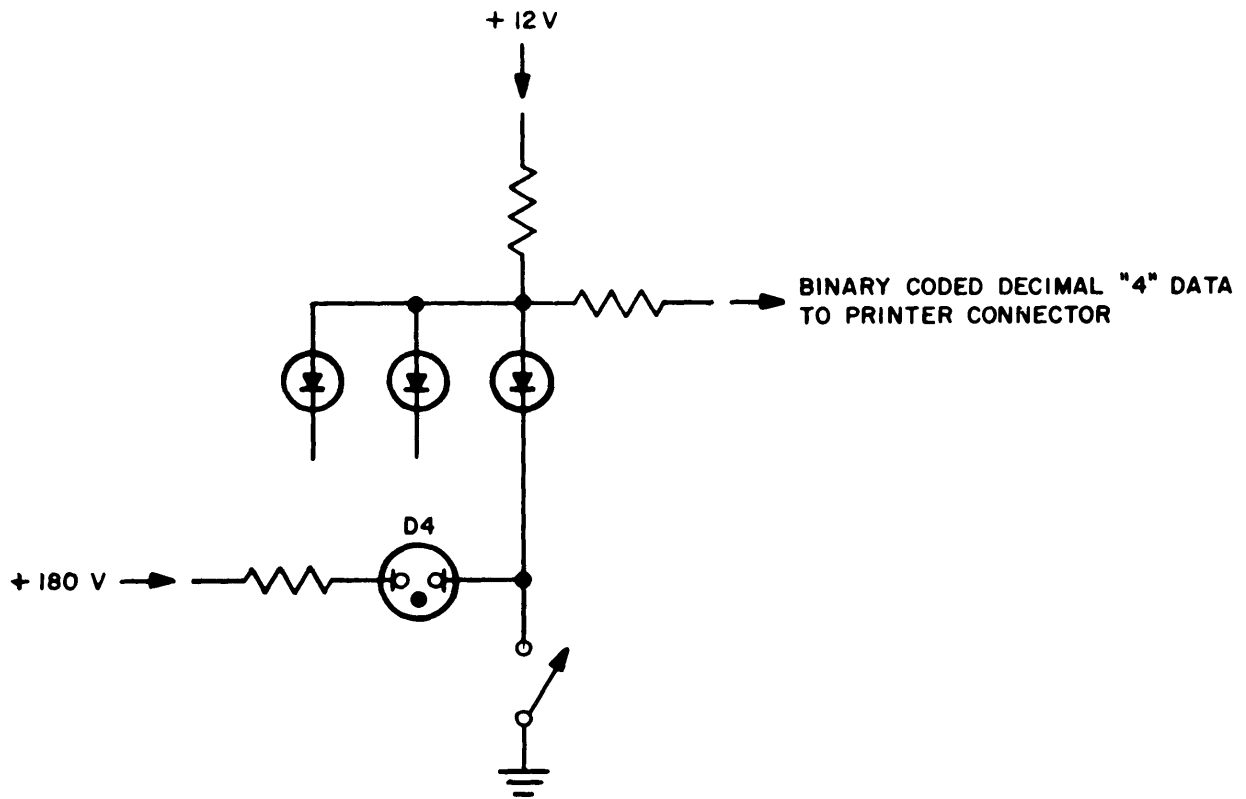 + 12 V
BINARY CODED DECIMAL "4" DATA
TO PRINTER CONNECTOR
D4
+ 180 V